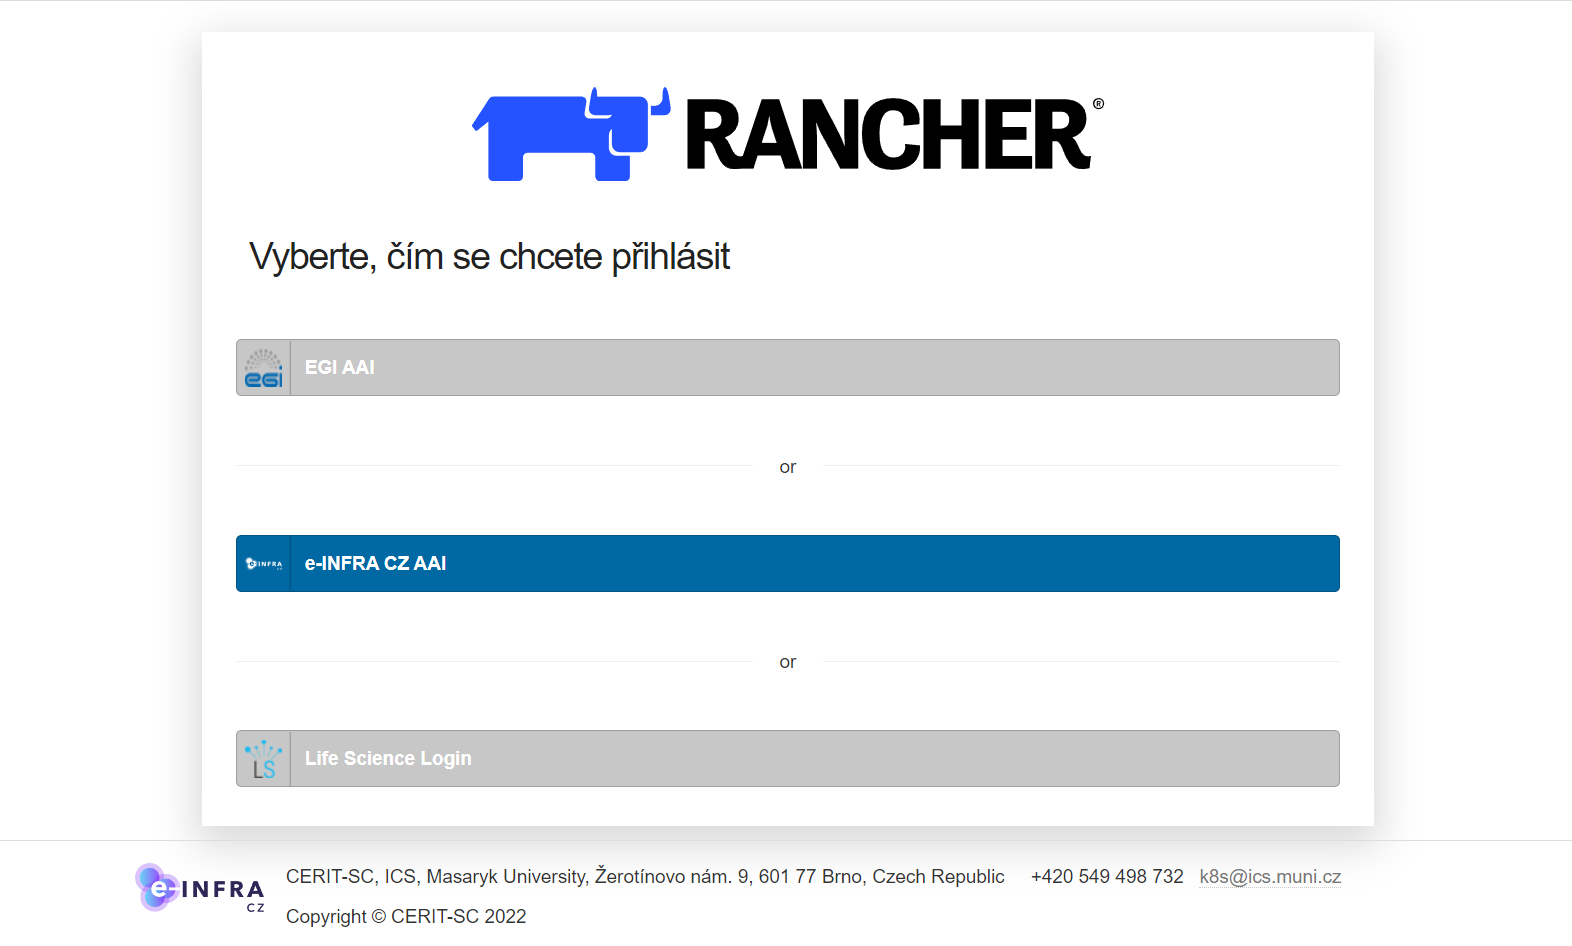 RANCHER®
Vyberte, čím se chcete přihlásit
egi EGI AAI
or
e-INFRA CZ e-INFRA CZ AAI
or
LS Life Science Login
e-INFRA CZ
CERIT-SC, ICS, Masaryk University, Žerotínovo nám. 9, 601 77 Brno, Czech Republic +420 549 498 732 k8s@ics.muni.cz
Copyright © CERIT-SC 2022